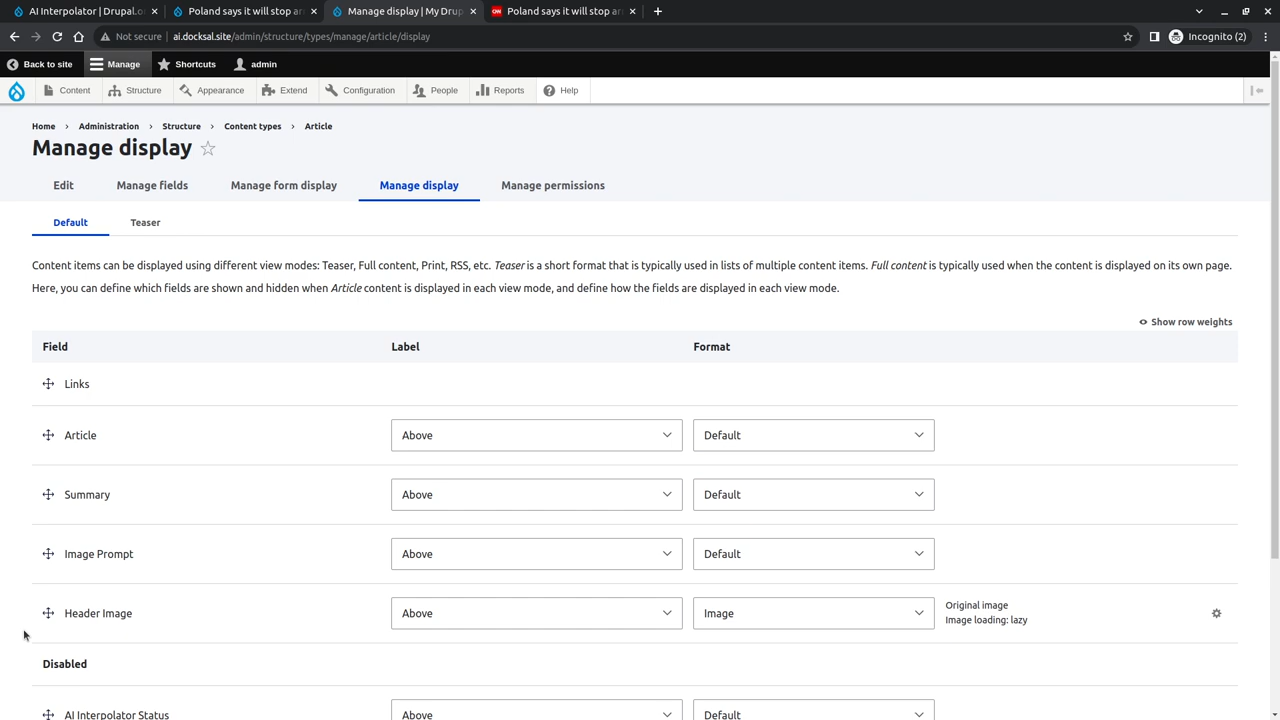 AI Interpolator | Drupal.or
Poland says it will stop ar
Manage display | My Drup
Poland says it will stop ar
Not secure
ai.docksal.site/admin/structure/types/manage/article/display
Incognito (2)
Back to site
Manage
Shortcuts
admin
Content
Structure
Appearance
Extend
Configuration
People
Reports
Help
Home › Administration › Structure › Content types › Article
Manage display
Edit
Manage fields
Manage form display
Manage display
Manage permissions
Default
Teaser
Content items can be displayed using different view modes: Teaser, Full content, Print, RSS, etc. Teaser is a short format that is typically used in lists of multiple content items. Full content is typically used when the content is displayed on its own page.
Here, you can define which fields are shown and hidden when Article content is displayed in each view mode, and define how the fields are displayed in each view mode.
Show row weights
Field Label Format
Links
Article Above Default
Summary Above Default
Image Prompt Above Default
Header Image Above Image
Original image
Image loading: lazy
Disabled
AI Interpolator Status Above Default